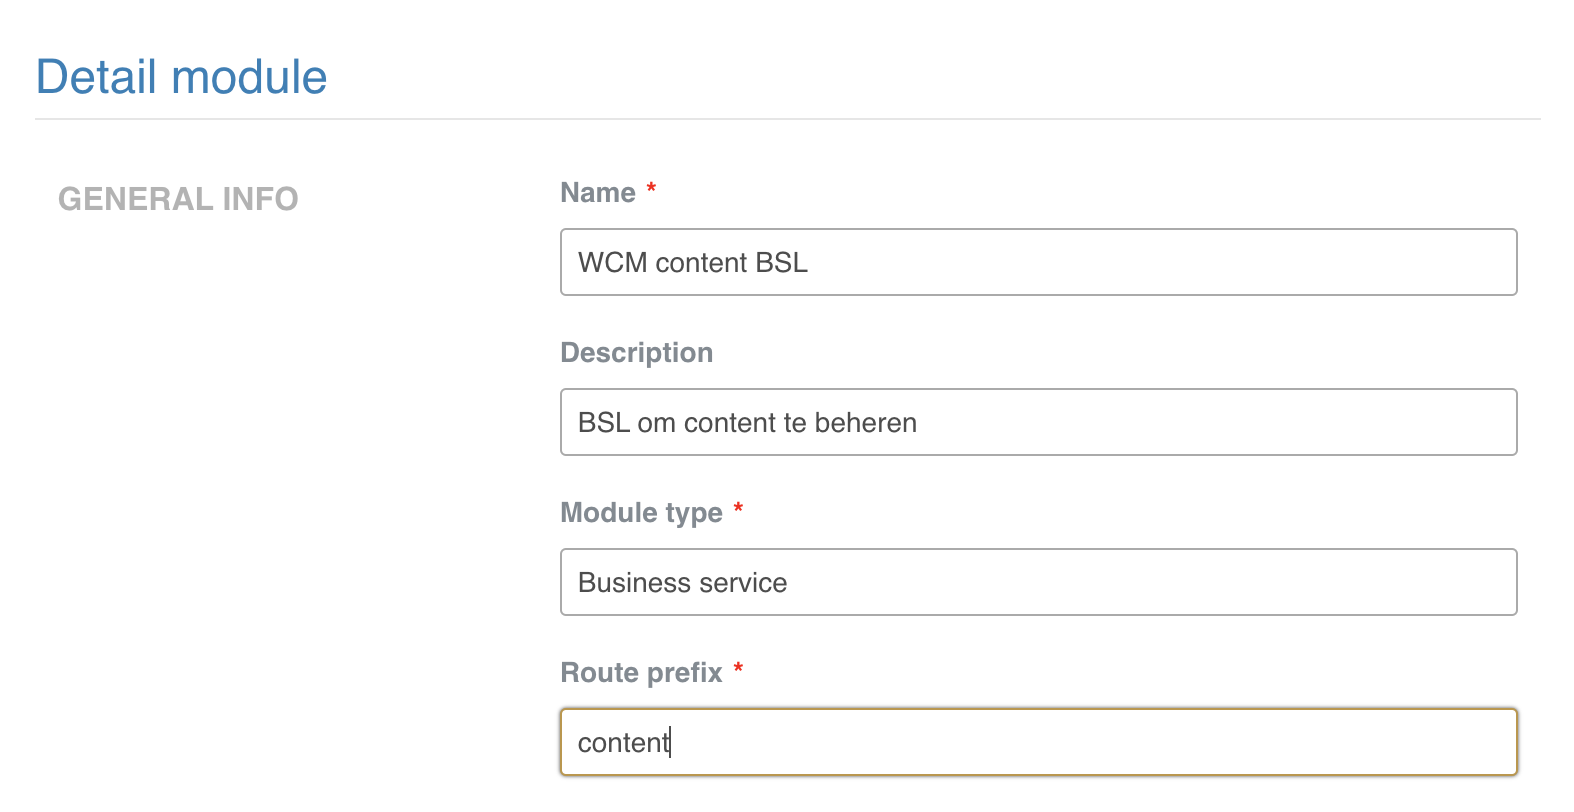 Detail module
GENERAL INFO
Name *
WCM content BSL
Description
BSL om content te beheren
Module type *
Business service
Route prefix *
content